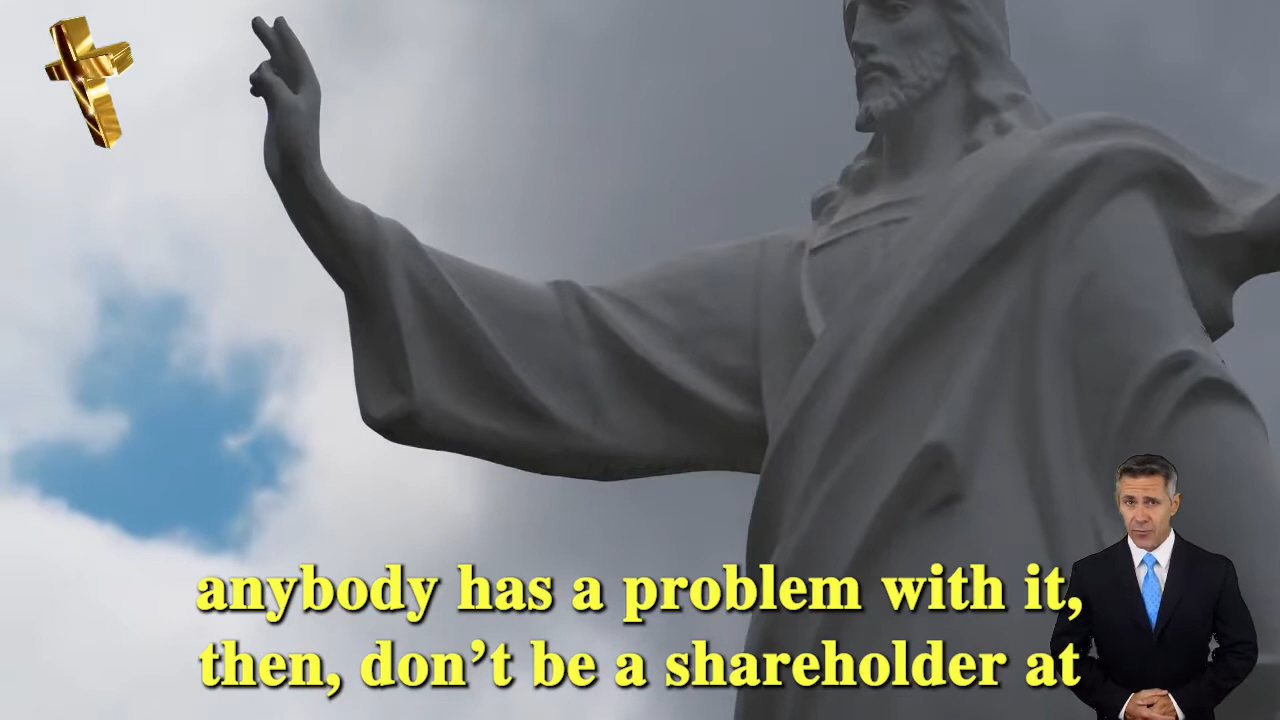 anybody has a problem with it,
then, don’t be a shareholder at